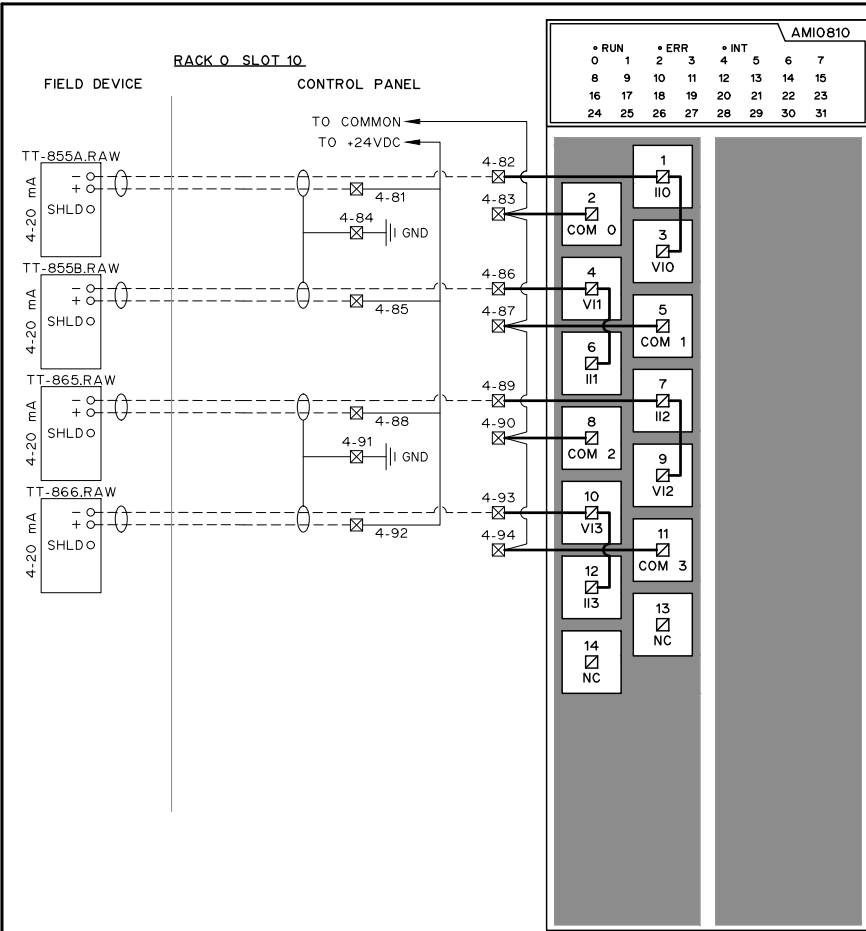 AMI0810
RUN ERR INT
0 1 2 3 4 5 6 7
8 9 10 11 12 13 14 15
16 17 18 19 20 21 22 23
24 25 26 27 28 29 30 31
RACK 0 SLOT 10
FIELD DEVICE
CONTROL PANEL
TO COMMON
TO +24VDC
TT-855A.RAW
4-20 mA
-
+
SHLD
4-81
4-84
GND
4-82
4-83
TT-855B.RAW
4-20 mA
-
+
SHLD
4-85
4-86
4-87
TT-865.RAW
4-20 mA
-
+
SHLD
4-88
4-91
GND
4-89
4-90
TT-866.RAW
4-20 mA
-
+
SHLD
4-92
4-93
4-94
1
II0
2
COM 0
3
VI0
4
VI1
5
COM 1
6
II1
7
II2
8
COM 2
9
VI2
10
VI3
11
COM 3
12
II3
13
NC
14
NC